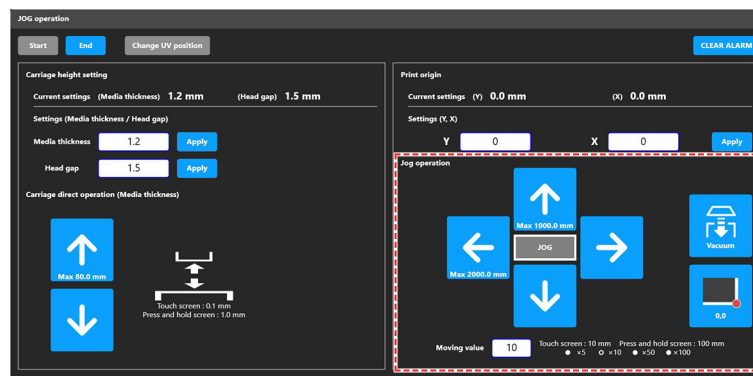 JOG operation
Start End Change UV position CLEAR ALARM
Carriage height setting
Current settings (Media thickness) 1.2 mm (Head gap) 1.5 mm
Settings (Media thickness / Head gap)
Media thickness 1.2 Apply
Head gap 1.5 Apply
Carriage direct operation (Media thickness)
Max 80.0 mm
Touch screen : 0.1 mm
Press and hold screen : 1.0 mm
Print origin
Current settings (Y) 0.0 mm (X) 0.0 mm
Settings (Y, X)
Y 0 X 0 Apply
Jog operation
Max 1000.0 mm
JOG
Max 2000.0 mm
Vacuum
0,0
Moving value 10 Touch screen : 10 mm Press and hold screen : 100 mm
×5 ×10 ×50 ×100